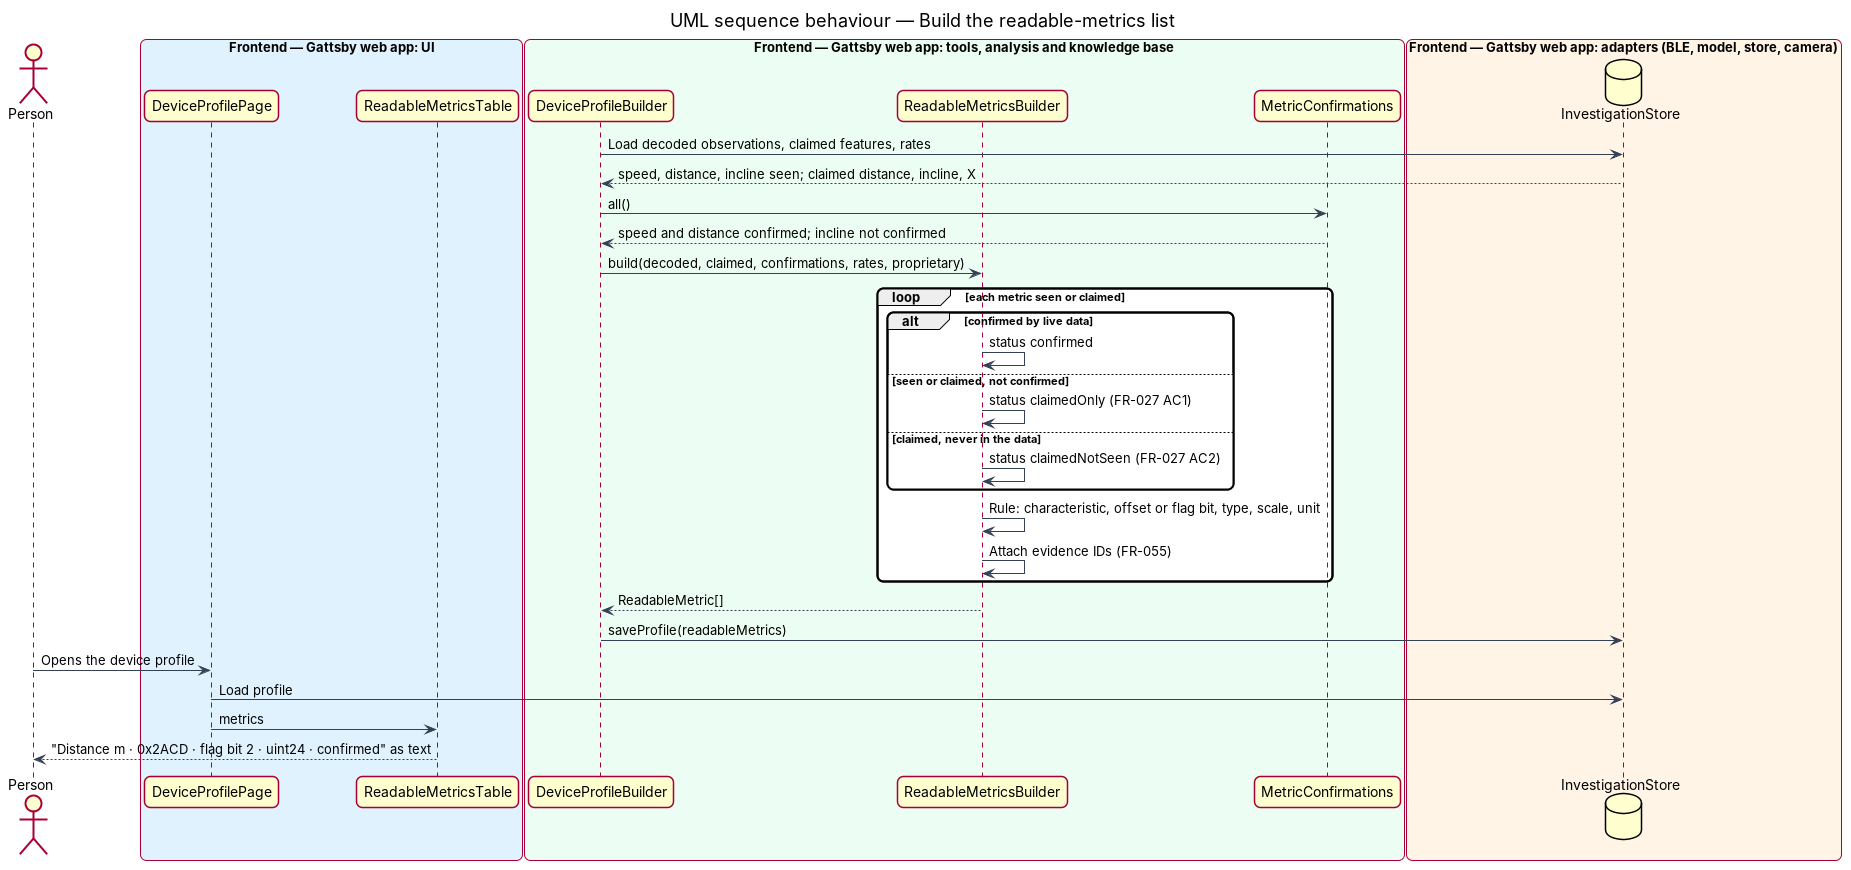 UML sequence behaviour — Build the readable-metrics list
Frontend — Gattsby web app: UI
Frontend — Gattsby web app: tools, analysis and knowledge base
Frontend — Gattsby web app: adapters (BLE, model, store, camera)
Person
DeviceProfilePage
ReadableMetricsTable
DeviceProfileBuilder
ReadableMetricsBuilder
MetricConfirmations
InvestigationStore
Load decoded observations, claimed features, rates
speed, distance, incline seen; claimed distance, incline, X
all()
speed and distance confirmed; incline not confirmed
build(decoded, claimed, confirmations, rates, proprietary)
loop [each metric seen or claimed]
alt [confirmed by live data]
status confirmed
[seen or claimed, not confirmed]
status claimedOnly (FR-027 AC1)
[claimed, never in the data]
status claimedNotSeen (FR-027 AC2)
Rule: characteristic, offset or flag bit, type, scale, unit
Attach evidence IDs (FR-055)
ReadableMetric[]
saveProfile(readableMetrics)
Opens the device profile
Load profile
metrics
"Distance m · 0x2ACD · flag bit 2 · uint24 · confirmed" as text
Person
DeviceProfilePage
ReadableMetricsTable
DeviceProfileBuilder
ReadableMetricsBuilder
MetricConfirmations
InvestigationStore